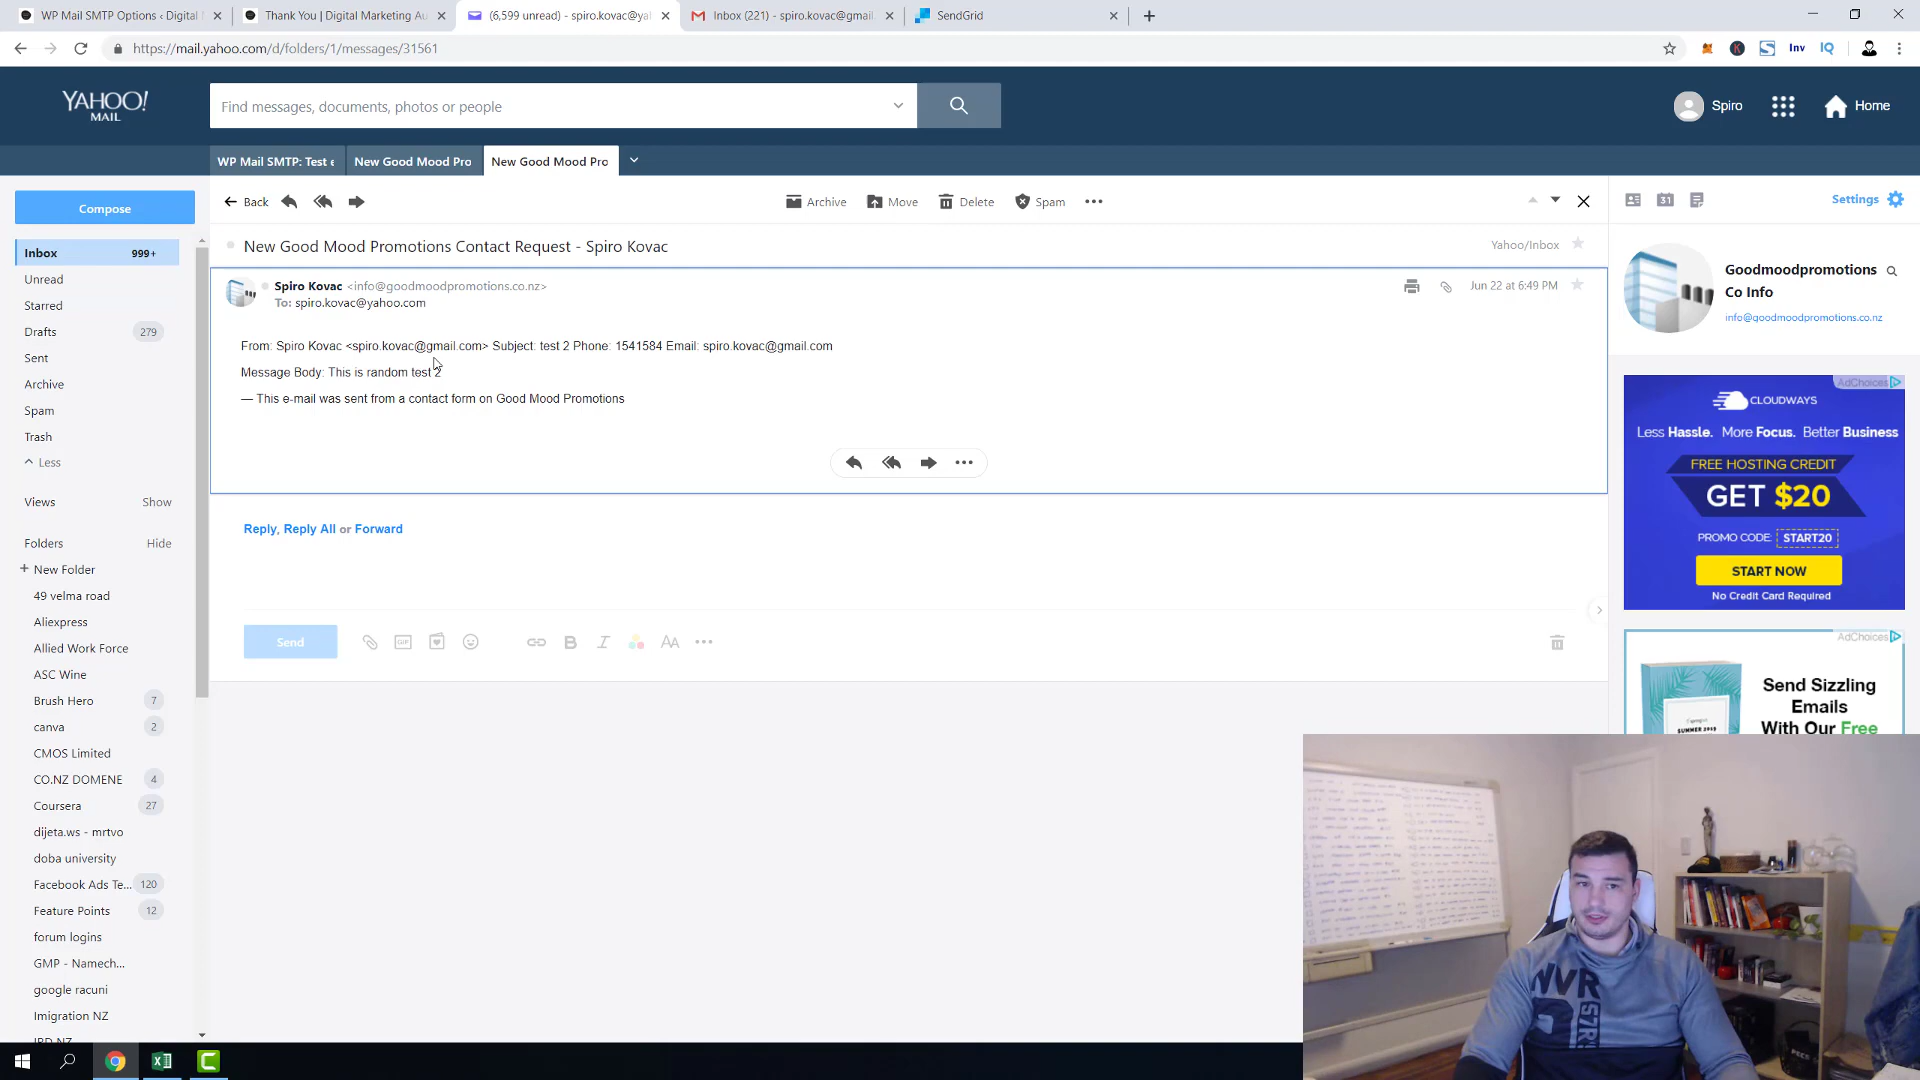 WP Mail SMTP Options ‹ Digital
Thank You | Digital Marketing Au
(6,599 unread) - spiro.kovac@ya
Inbox (221) - spiro.kovac@gmail.
SendGrid
https://mail.yahoo.com/d/folders/1/messages/31561
Inv
IQ
YAHOO!
MAIL
Find messages, documents, photos or people
Spiro
Home
WP Mail SMTP: Test e
New Good Mood Pro
New Good Mood Pro
Compose
Back
Archive
Move
Delete
Spam
31
Settings
Inbox 999+
Unread
Starred
Drafts 279
Sent
Archive
Spam
Trash
Less
Views Show
Folders Hide
+ New Folder
49 velma road
Aliexpress
Allied Work Force
ASC Wine
Brush Hero 7
canva 2
CMOS Limited
CO.NZ DOMENE 4
Coursera 27
dijeta.ws - mrtvo
doba university
Facebook Ads Te... 120
Feature Points 12
forum logins
GMP - Namech...
google racuni
Imigration NZ
IRD NZ
New Good Mood Promotions Contact Request - Spiro Kovac
Yahoo/Inbox
Spiro Kovac <info@goodmoodpromotions.co.nz>
To: spiro.kovac@yahoo.com
Jun 22 at 6:49 PM
From: Spiro Kovac <spiro.kovac@gmail.com> Subject: test 2 Phone: 1541584 Email: spiro.kovac@gmail.com
Message Body: This is random test 2
— This e-mail was sent from a contact form on Good Mood Promotions
Reply, Reply All or Forward
Send
GIF
B
I
AA
Goodmoodpromotions
Co Info
info@goodmoodpromotions.co.nz
AdChoices
CLOUDWAYS
Less Hassle. More Focus. Better Business
FREE HOSTING CREDIT
GET $20
PROMO CODE: START20
START NOW
No Credit Card Required
AdChoices
Send Sizzling
Emails
With Our Free